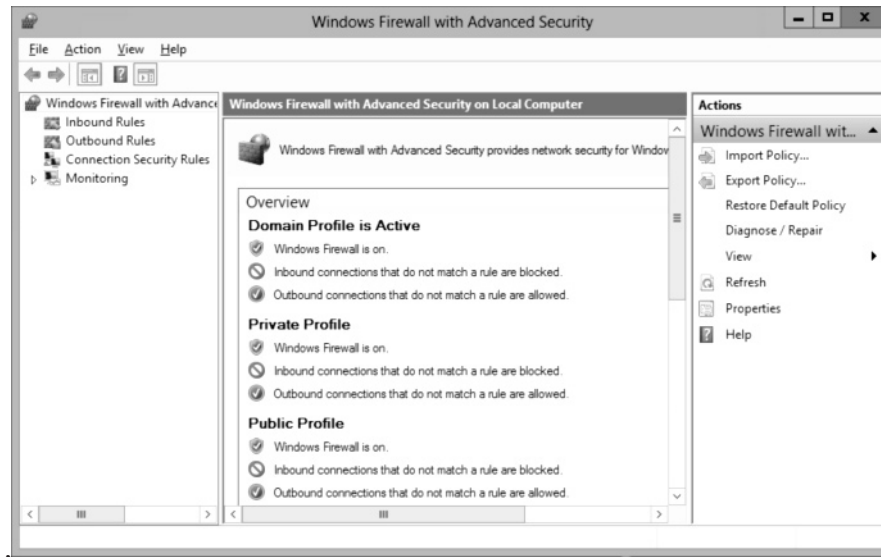 Windows Firewall with Advanced Security
File Action View Help
Windows Firewall with Advance
Inbound Rules
Outbound Rules
Connection Security Rules
Monitoring
Windows Firewall with Advanced Security on Local Computer
Windows Firewall with Advanced Security provides network security for Window
Overview
Domain Profile is Active
Windows Firewall is on.
Inbound connections that do not match a rule are blocked.
Outbound connections that do not match a rule are allowed.
Private Profile
Windows Firewall is on.
Inbound connections that do not match a rule are blocked.
Outbound connections that do not match a rule are allowed.
Public Profile
Windows Firewall is on.
Inbound connections that do not match a rule are blocked.
Outbound connections that do not match a rule are allowed.
Actions
Windows Firewall wit...
Import Policy...
Export Policy...
Restore Default Policy
Diagnose / Repair
View
Refresh
Properties
Help